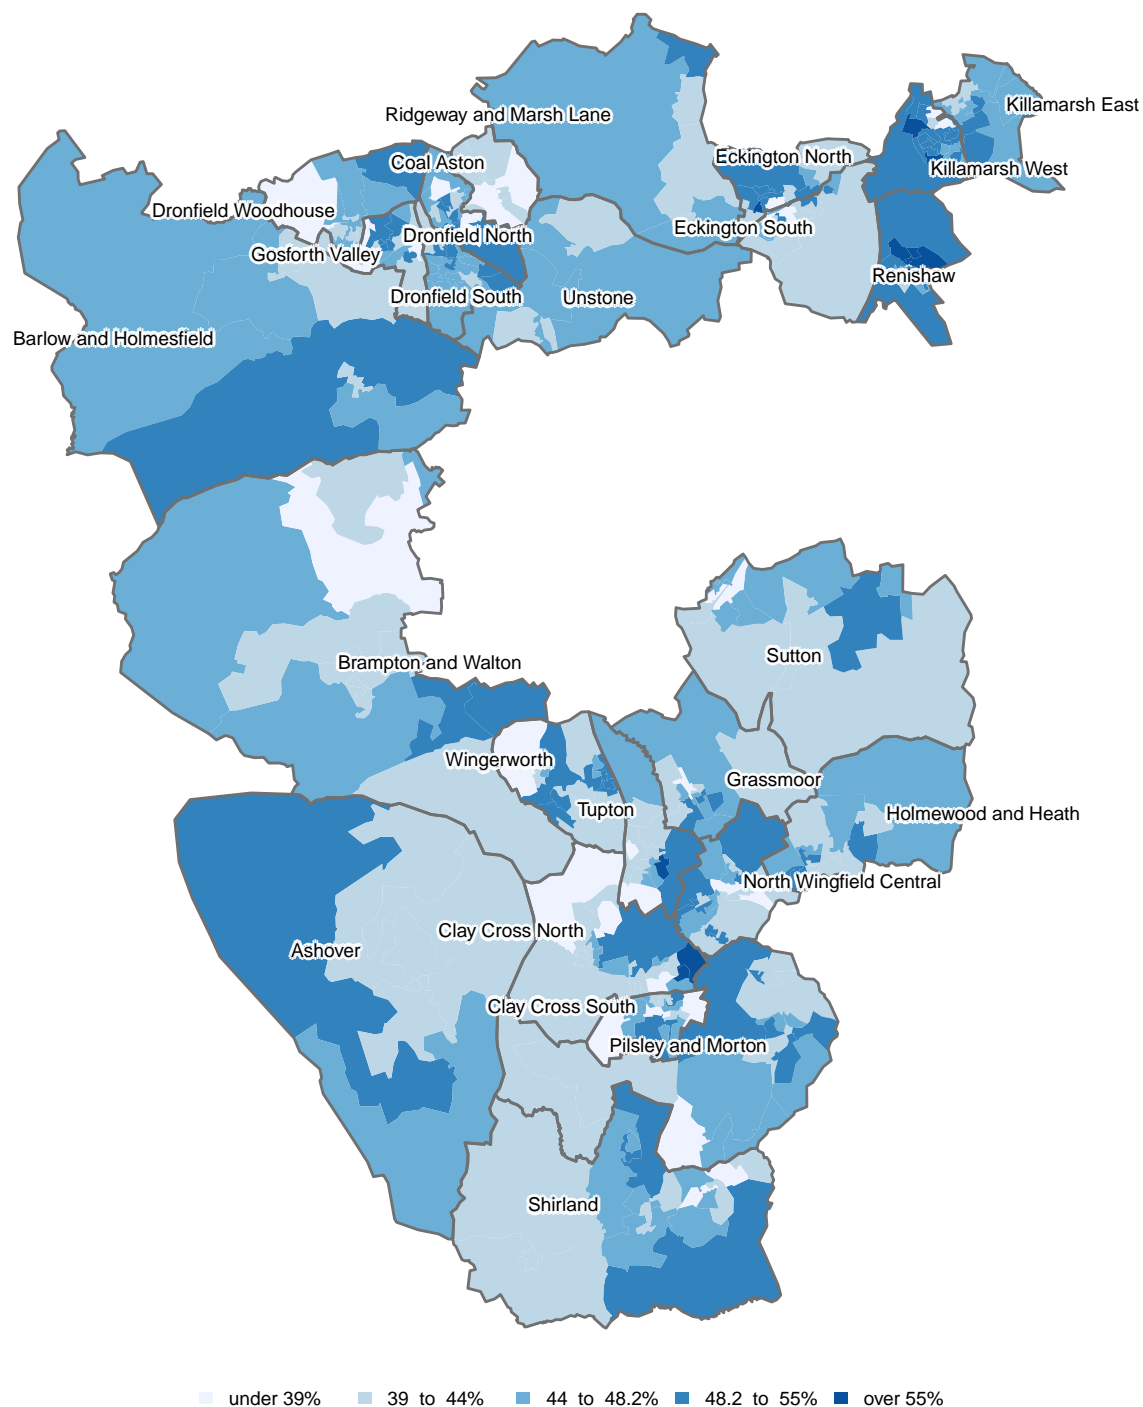 Killamarsh East
Ridgeway and Marsh Lane
Eckington North
Coal Aston
Killamarsh West
Dronfield Woodhouse
Eckington South
Dronfield North
Gosforth Valley
Renishaw
Dronfield South
Unstone
Barlow and Holmesfield
Sutton
Brampton and Walton
Wingerworth
Grassmoor
Tupton
Holmewood and Heath
North Wingfield Central
Clay Cross North
Ashover
Clay Cross South
Pilsley and Morton
Shirland
under 39% 39 to 44% 44 to 48.2% 48.2 to 55% over 55%